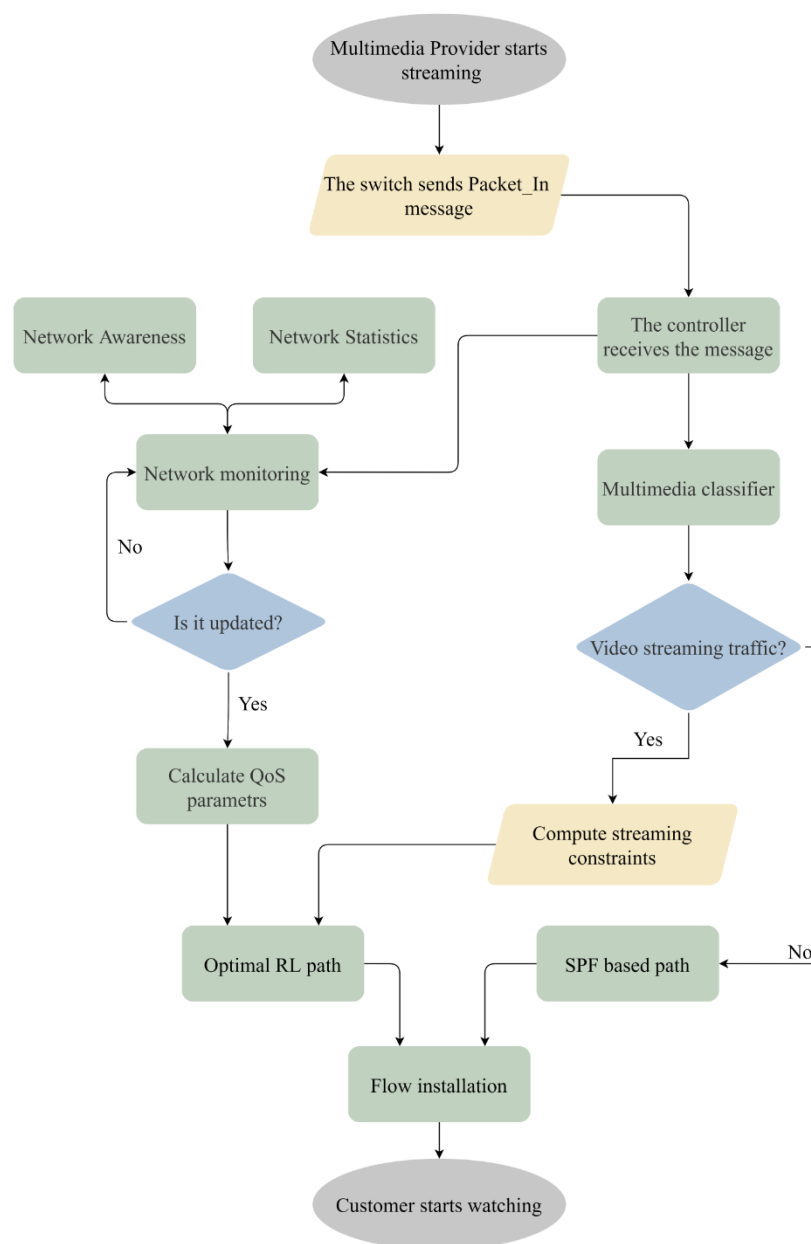 Multimedia Provider starts
streaming
The switch sends Packet_In
message
Network Awareness
Network Statistics
The controller
receives the message
Network monitoring
Multimedia classifier
No
Is it updated?
Video streaming traffic?
Yes
Yes
Calculate QoS
parametrs
Compute streaming
constraints
Optimal RL path
SPF based path
No
Flow installation
Customer starts watching